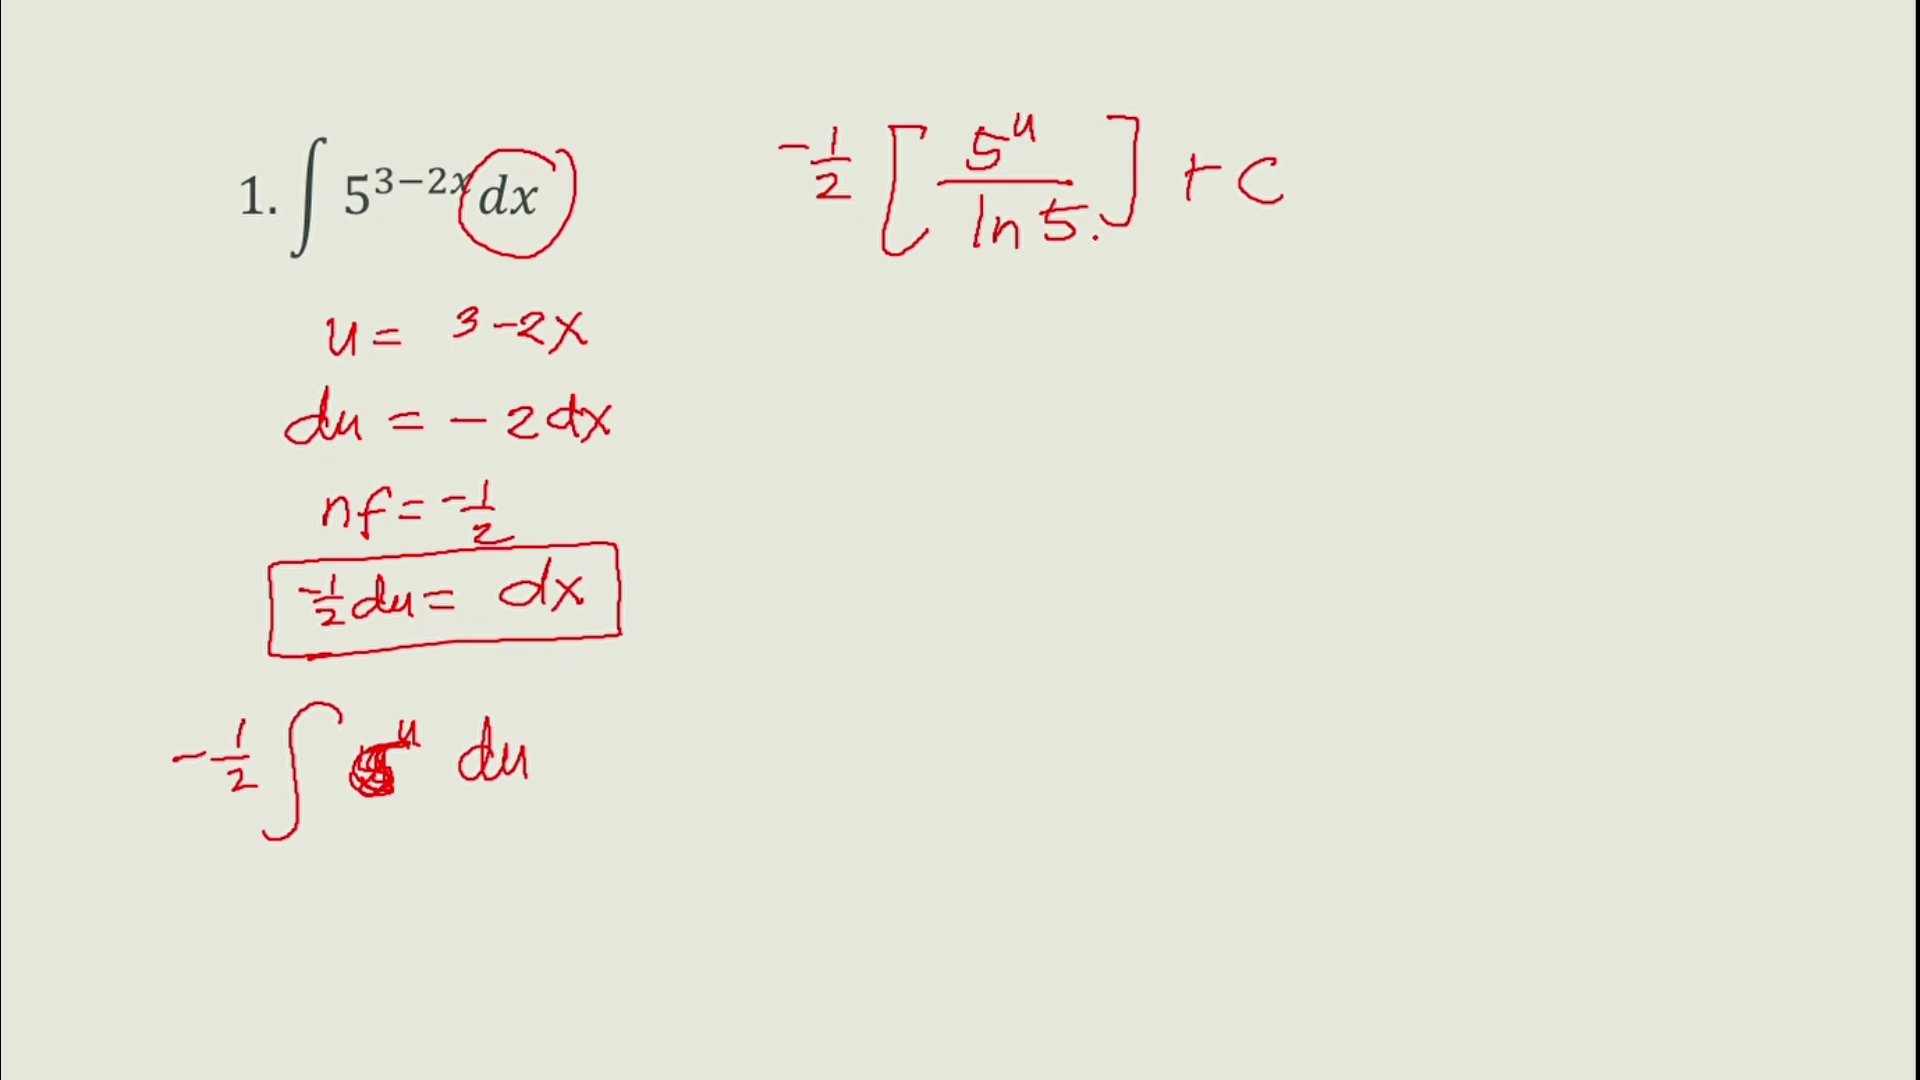 1. ∫ 5^{3−2x} dx
u = 3-2x
du = -2dx
nf = -1/2
-1/2 du = dx
-1/2 ∫ 5^u du
-1/2 [ 5^u / ln 5. ] + C